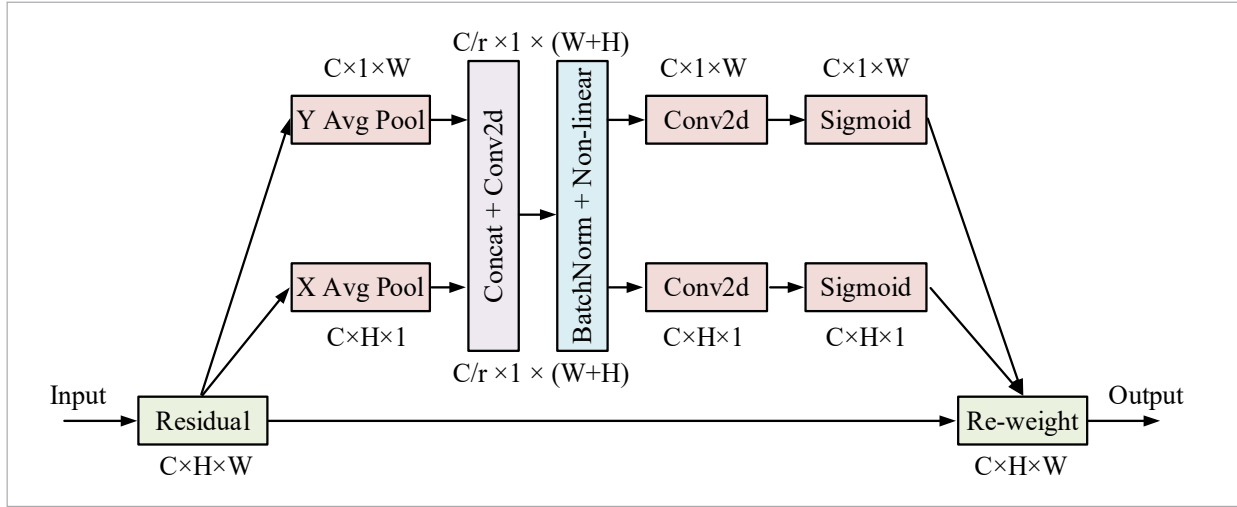 C/r ×1 × (W+H)
C×1×W
C×1×W
C×1×W
Y Avg Pool
Concat + Conv2d
BatchNorm + Non-linear
Conv2d
Sigmoid
X Avg Pool
Conv2d
Sigmoid
C×H×1
C×H×1
C×H×1
C/r ×1 × (W+H)
Input
Residual
Re-weight
Output
C×H×W
C×H×W